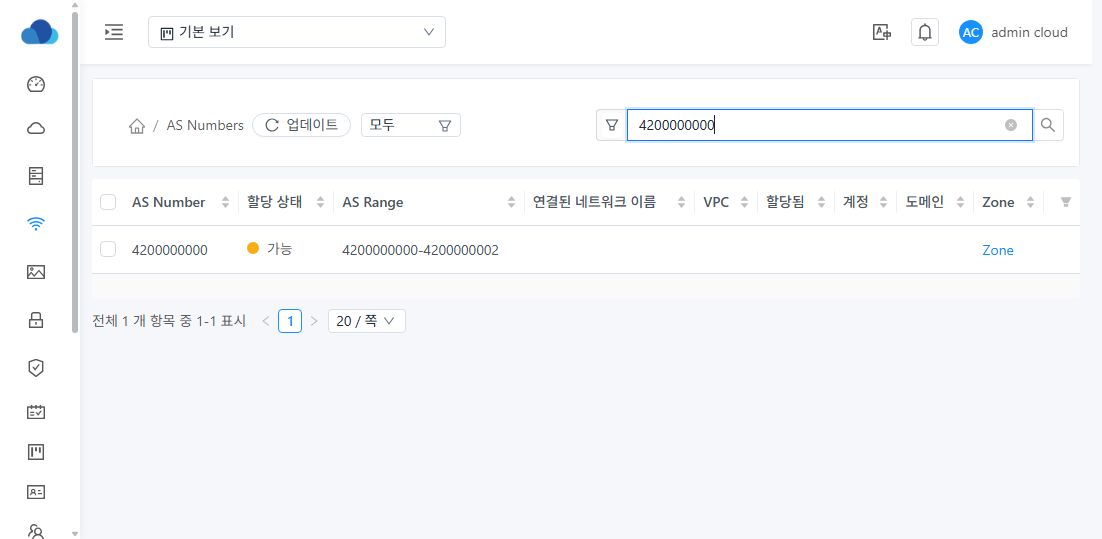 기본 보기
AC admin cloud
/ AS Numbers 업데이트 모두 4200000000
AS Number 할당 상태 AS Range 연결된 네트워크 이름 VPC 할당됨 계정 도메인 Zone
4200000000 가능 4200000000-4200000002 Zone
전체 1 개 항목 중 1-1 표시 < 1 > 20 / 쪽